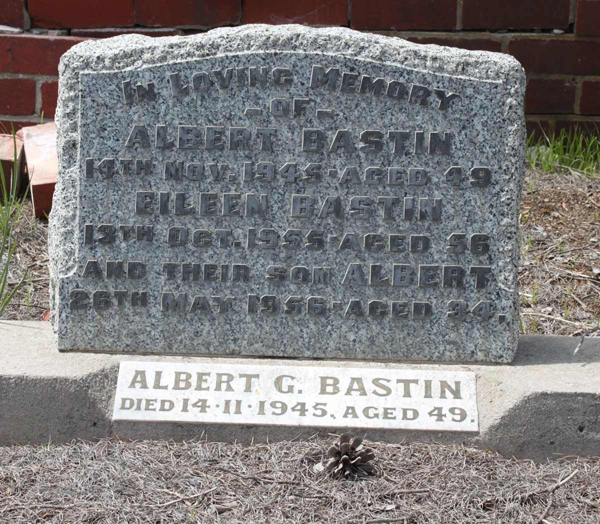 IN LOVING MEMORY
-OF-
ALBERT BASTIN
14TH NOV. 1945·AGED 49
EILEEN BASTIN
13TH OCT. 1955·AGED 56
AND THEIR SON ALBERT
26TH MAY 1956·AGED 34,
ALBERT G. BASTIN
DIED 14·11·1945, AGED 49.